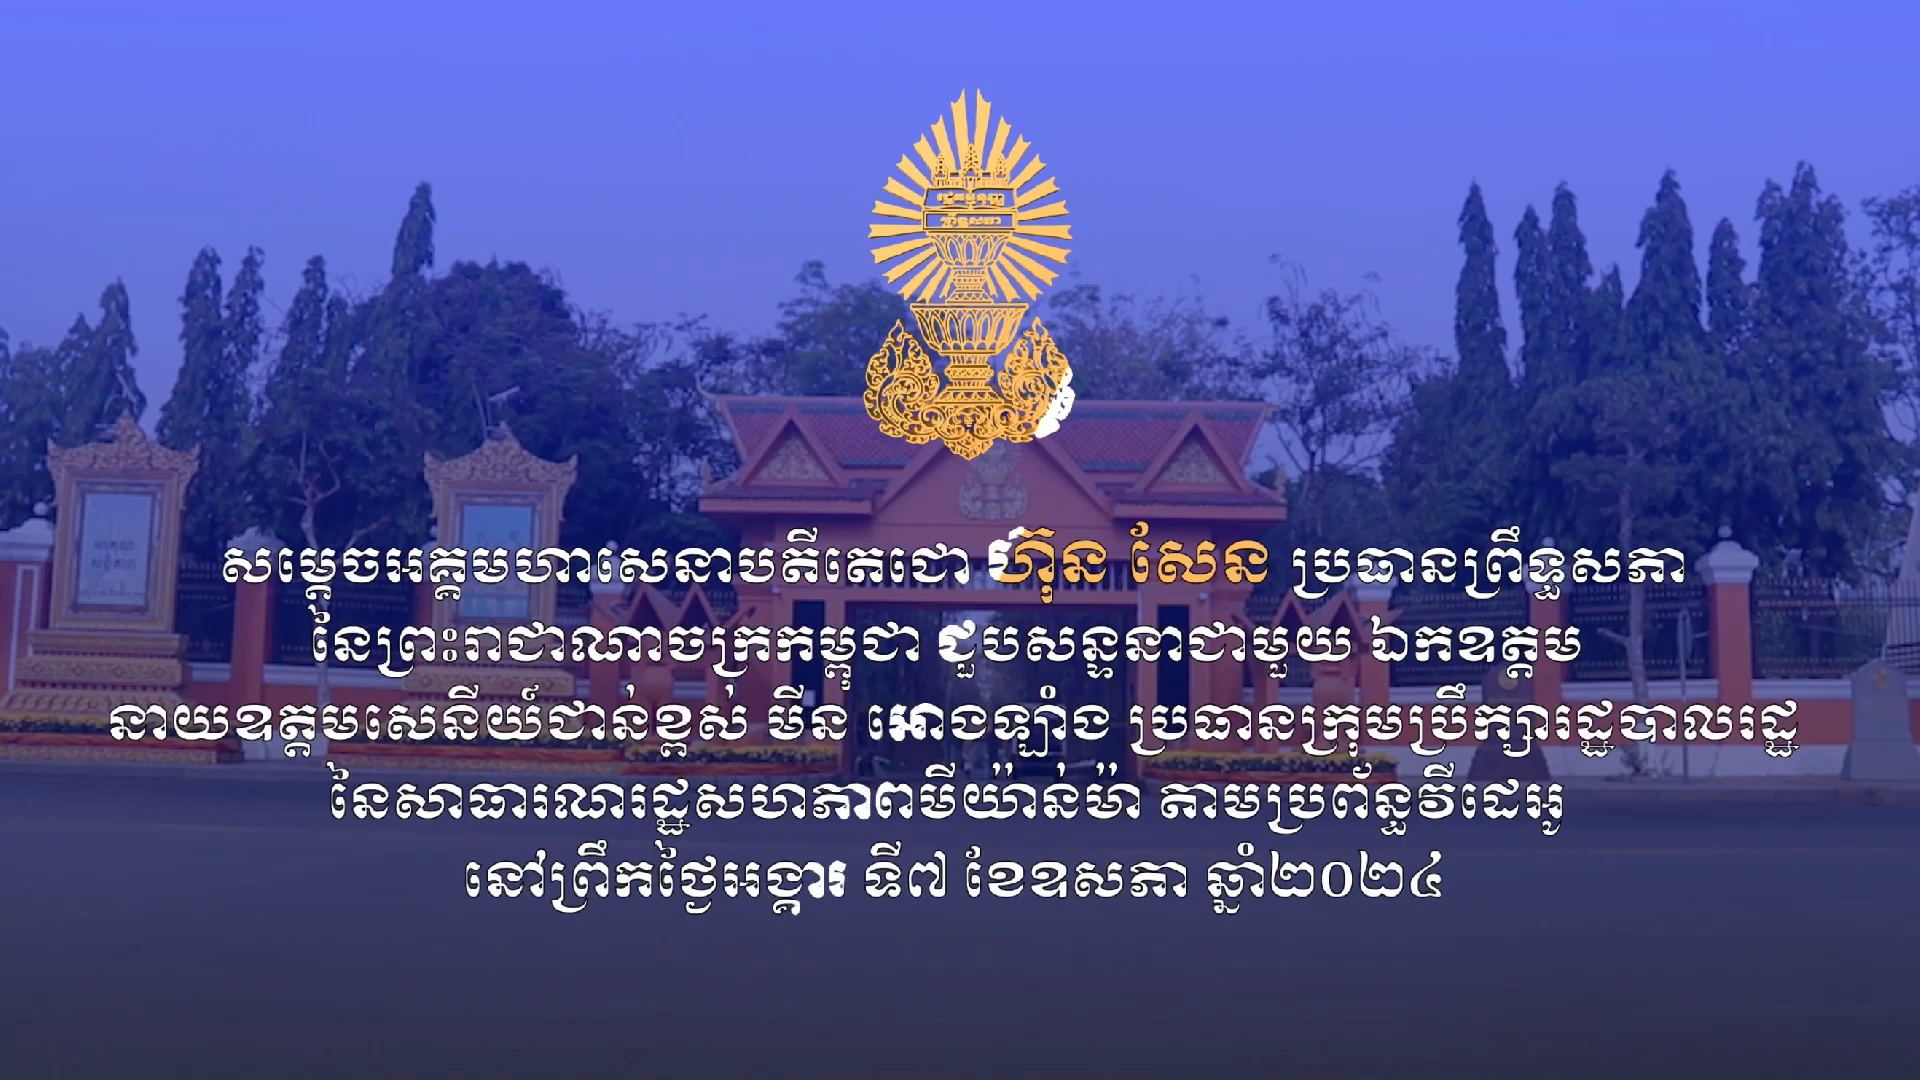 សម្តេចអគ្គមហាសេនាបតីតេជោ ហ៊ុន សែន ប្រធានព្រឹទ្ធសភា
នៃព្រះរាជាណាចក្រកម្ពុជា ជួបសន្ទនាជាមួយ ឯកឧត្តម
នាយឧត្តមសេនីយ៍ជាន់ខ្ពស់ មីន អោងឡាំង ប្រធានក្រុមប្រឹក្សារដ្ឋបាលរដ្ឋ
នៃសាធារណរដ្ឋសហភាពមីយ៉ាន់ម៉ា តាមប្រព័ន្ធវីដេអូ
នៅព្រឹកថ្ងៃអង្គារ ទី៧ ខែឧសភា ឆ្នាំ២០២៤